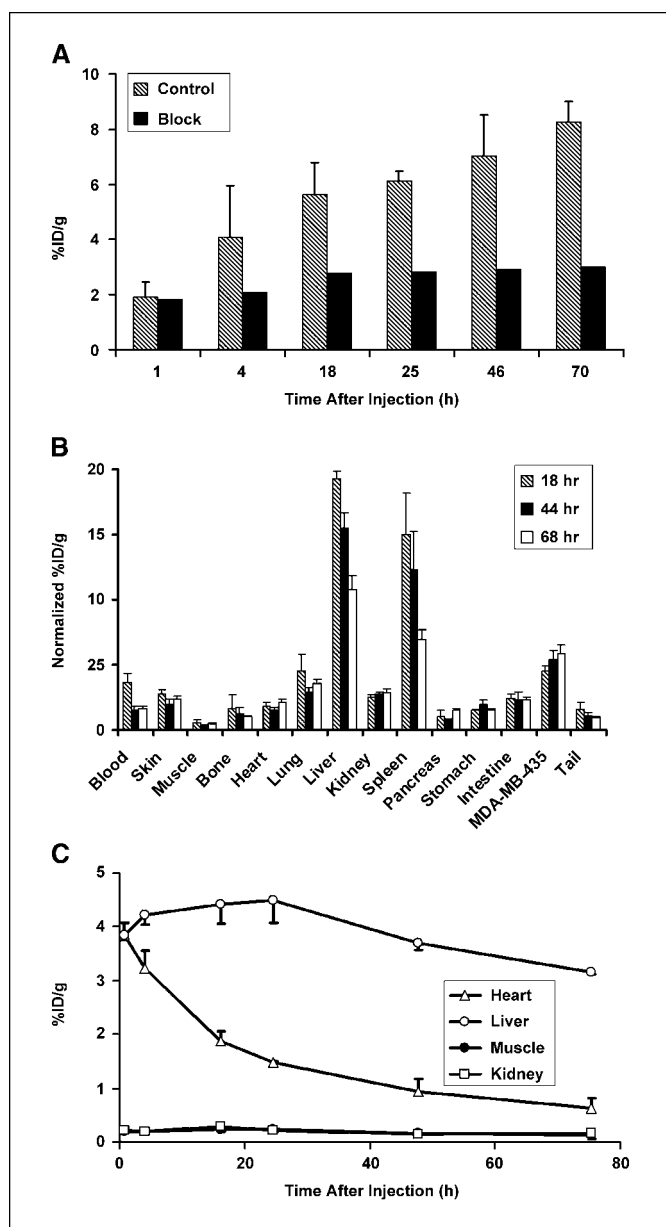 A
10
8
6
4
2
0
%ID/g
Control
Block
1 4 18 25 46 70
Time After Injection (h)
B
20
15
10
25
0
Normalized %ID/g
18 hr
44 hr
68 hr
Blood
Skin
Muscle
Bone
Heart
Lung
Liver
Kidney
Spleen
Pancreas
Stomach
Intestine
MDA-MB-435
Tail
C
5
4
3
2
1
0
%ID/g
Heart
Liver
Muscle
Kidney
0 20 40 60 80
Time After Injection (h)